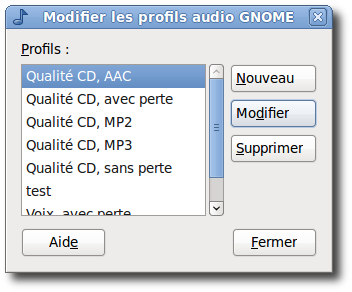 Modifier les profils audio GNOME
Profils :
Qualité CD, AAC
Qualité CD, avec perte
Qualité CD, MP2
Qualité CD, MP3
Qualité CD, sans perte
test
Voix, avec perte
Nouveau
Modifier
Supprimer
Aide
Fermer